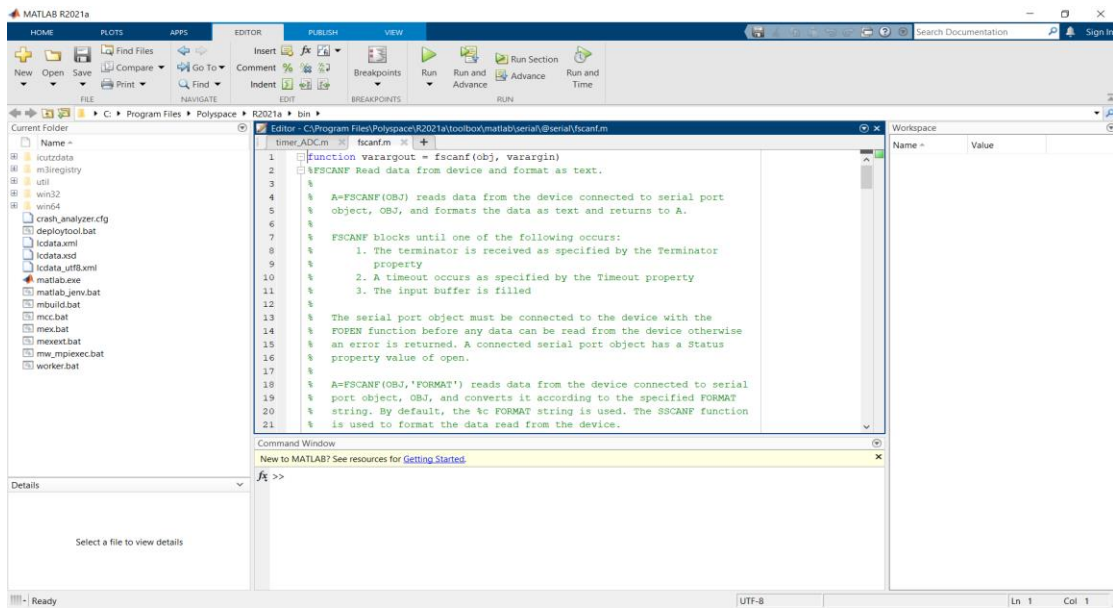 MATLAB R2021a
HOME PLOTS APPS EDITOR PUBLISH VIEW
Search Documentation
Sign In
New Open Save
Find Files
Compare
Print
FILE
Go To
Find
NAVIGATE
Insert
Comment
Indent
EDIT
Breakpoints
BREAKPOINTS
Run
Run and Advance
Run Section
Advance
Run and Time
RUN
C: Program Files Polyspace R2021a bin
Current Folder
Name
icutzdata
m3iregistry
util
win32
win64
crash_analyzer.cfg
deploytool.bat
lcdata.xml
lcdata.xsd
lcdata_utf8.xml
matlab.exe
matlab_jenv.bat
mbuild.bat
mcc.bat
mex.bat
mexext.bat
mw_mpiexec.bat
worker.bat
Details
Select a file to view details
Editor - C:\Program Files\Polyspace\R2021a\toolbox\matlab\serial\@serial\fscanf.m
timer_ADC.m fscanf.m
1 function varargout = fscanf(obj, varargin)
2 %FSCANF Read data from device and format as text.
3 %
4 % A=FSCANF(OBJ) reads data from the device connected to serial port
5 % object, OBJ, and formats the data as text and returns to A.
6 %
7 % FSCANF blocks until one of the following occurs:
8 % 1. The terminator is received as specified by the Terminator
9 % property
10 % 2. A timeout occurs as specified by the Timeout property
11 % 3. The input buffer is filled
12 %
13 % The serial port object must be connected to the device with the
14 % FOPEN function before any data can be read from the device otherwise
15 % an error is returned. A connected serial port object has a Status
16 % property value of open.
17 %
18 % A=FSCANF(OBJ,'FORMAT') reads data from the device connected to serial
19 % port object, OBJ, and converts it according to the specified FORMAT
20 % string. By default, the %c FORMAT string is used. The SSCANF function
21 % is used to format the data read from the device.
Command Window
New to MATLAB? See resources for Getting Started.
fx >>
Workspace
Name Value
Ready
UTF-8
Ln 1 Col 1